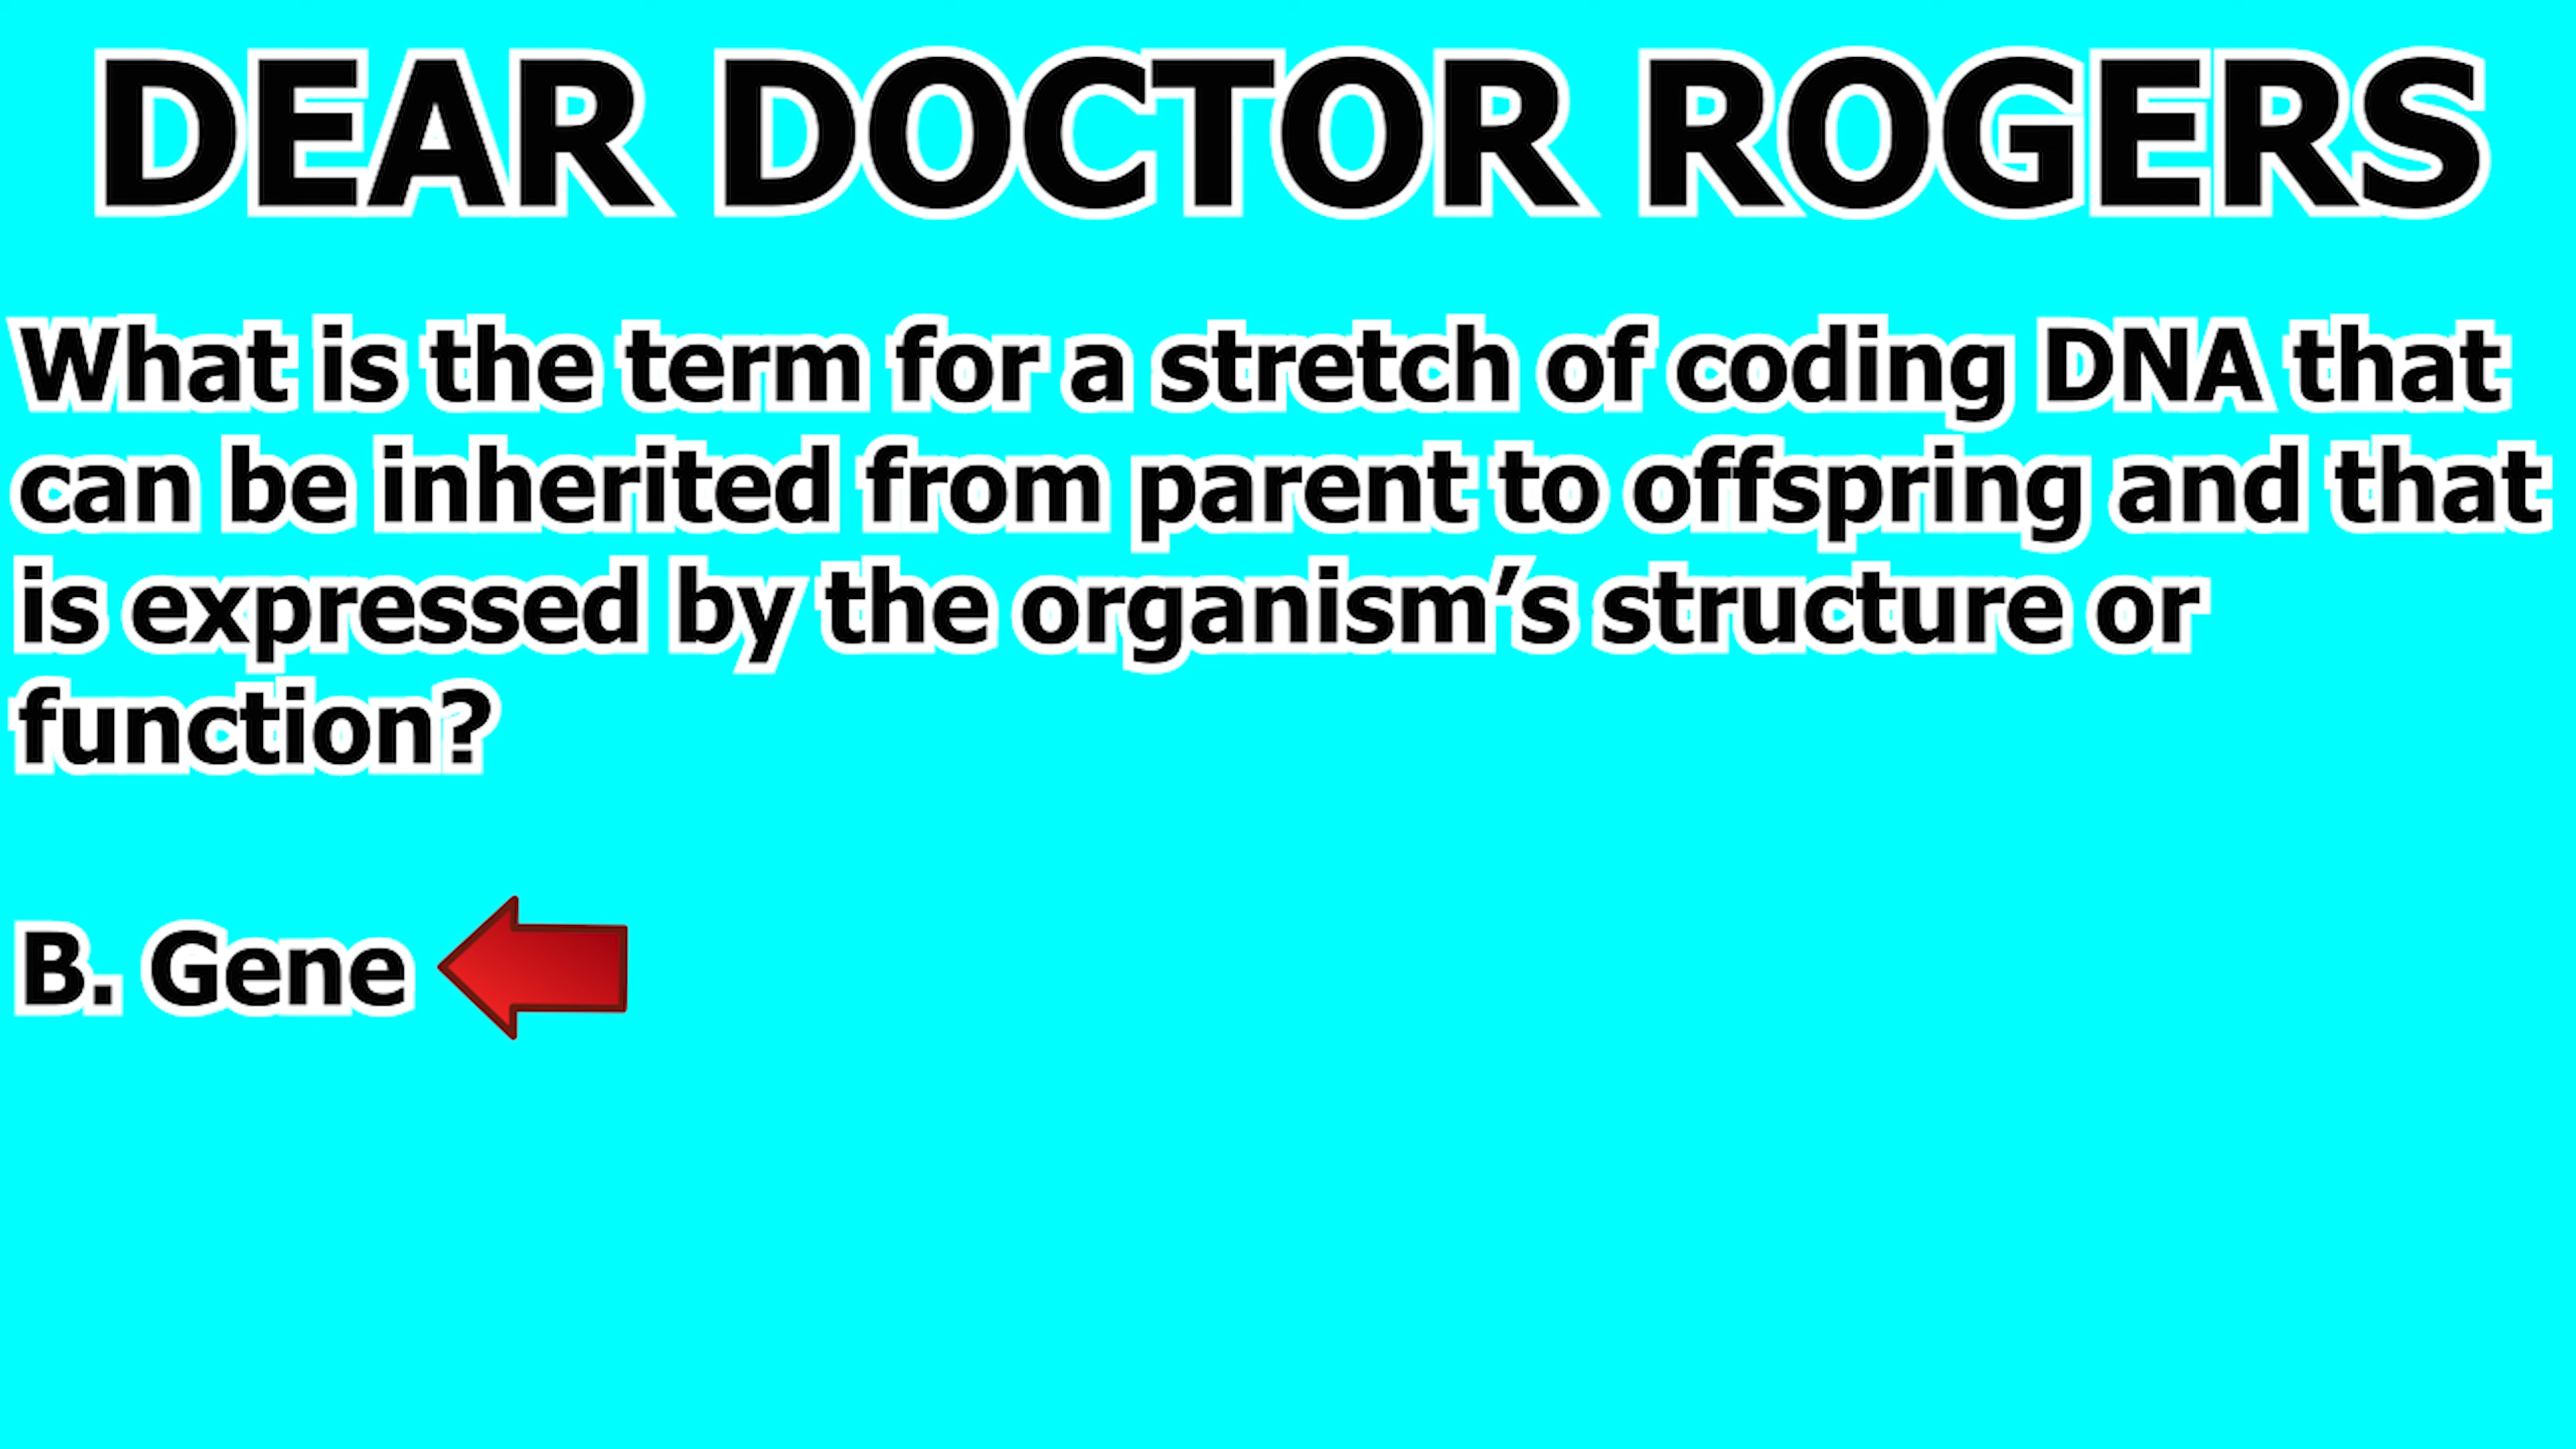 DEAR DOCTOR ROGERS
What is the term for a stretch of coding DNA that
can be inherited from parent to offspring and that
is expressed by the organism’s structure or
function?
B. Gene